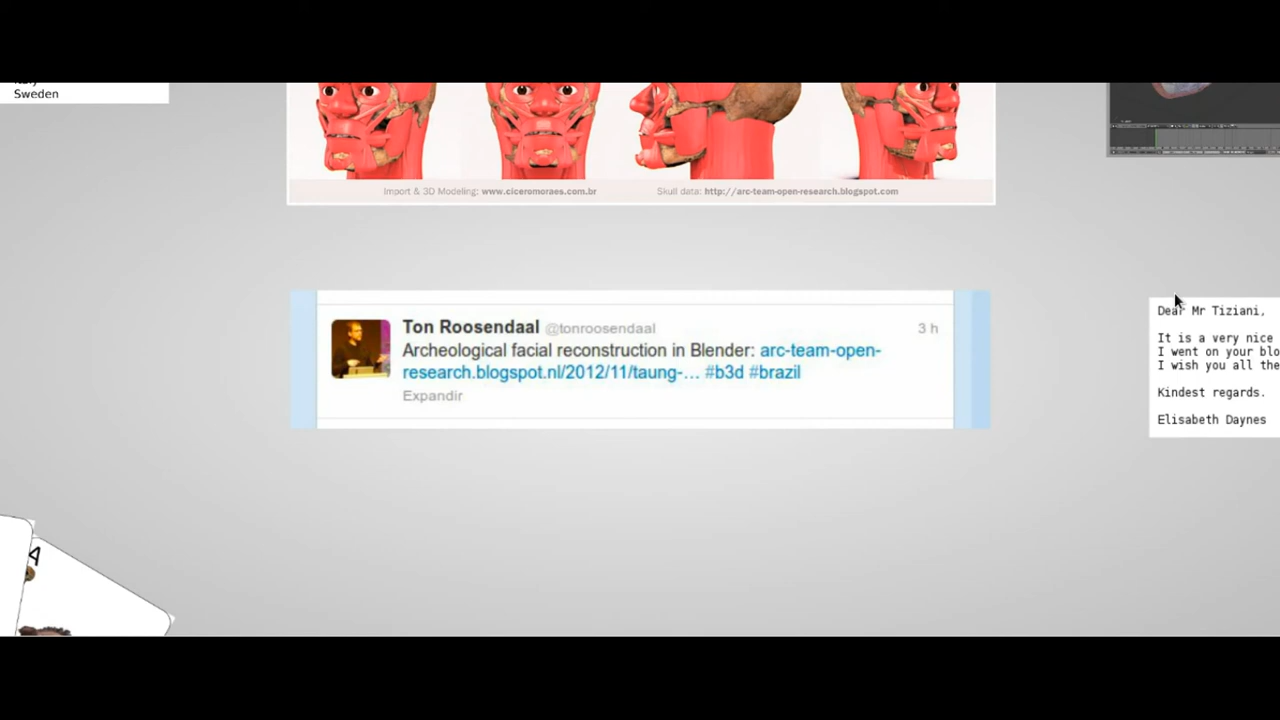 Sweden
Import & 3D Modeling: www.ciceromoraes.com.br
Skull data: http://arc-team-open-research.blogspot.com
Ton Roosendaal @tonroosendaal
3 h
Archeological facial reconstruction in Blender: arc-team-open-
research.blogspot.nl/2012/11/taung-... #b3d #brazil
Expandir
Dear Mr Tiziani,
It is a very nice
I went on your blo
I wish you all the
Kindest regards.
Elisabeth Daynes
A